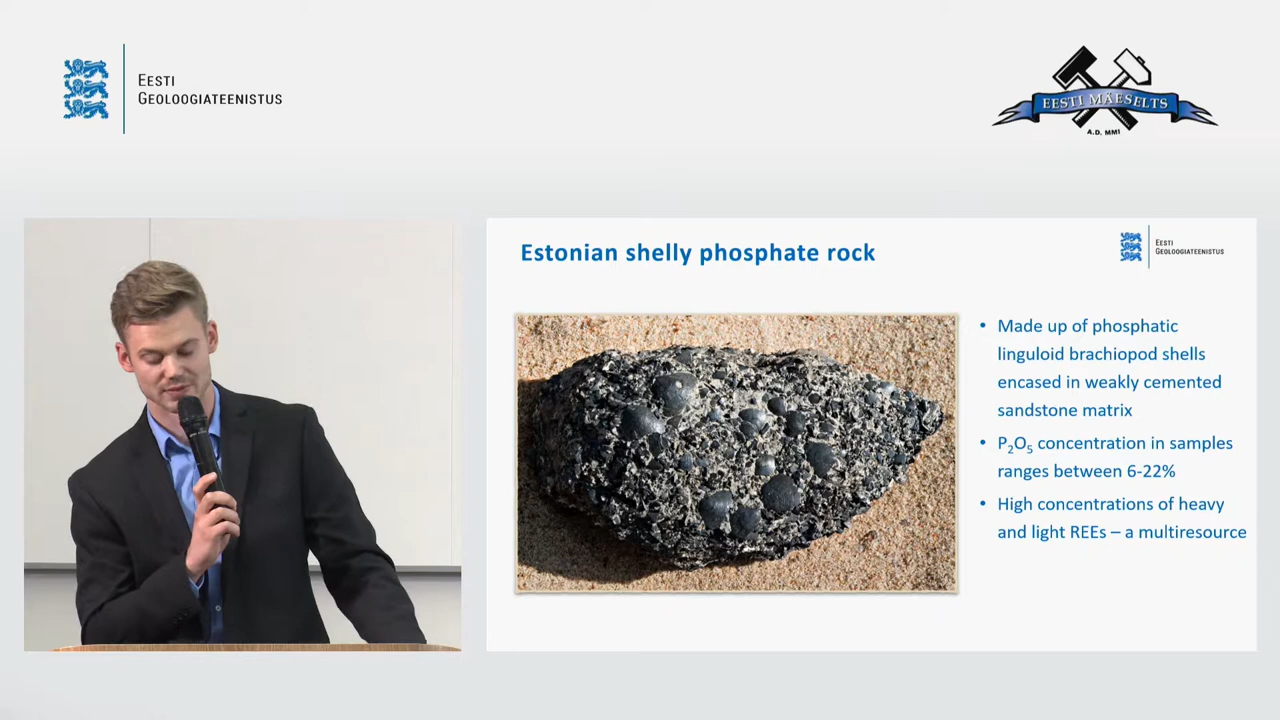 EESTI
GEOLOOGIATEENISTUS
EESTI MÄESELTS
A.D. MMI
Estonian shelly phosphate rock
EESTI
GEOLOOGIATEENISTUS
• Made up of phosphatic
linguloid brachiopod shells
encased in weakly cemented
sandstone matrix
• P₂O₅ concentration in samples
ranges between 6-22%
• High concentrations of heavy
and light REEs – a multiresource